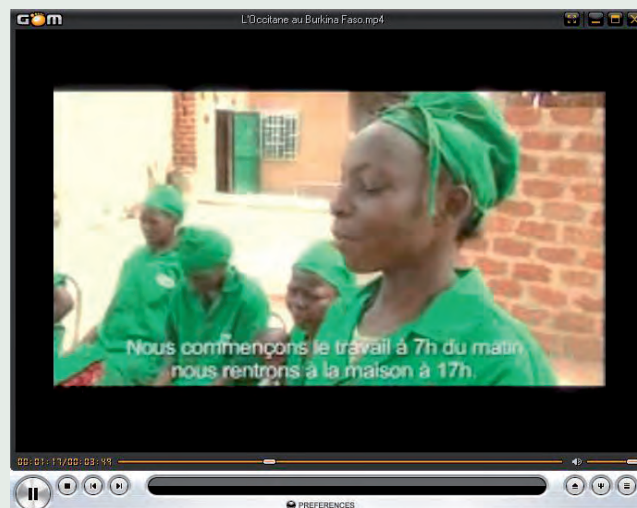 GOM
L'Occitane au Burkina Faso.mp4
Nous commençons le travail à 7h du matin
nous rentrons à la maison à 17h.
00:01:17/00:03:49
PREFERENCES